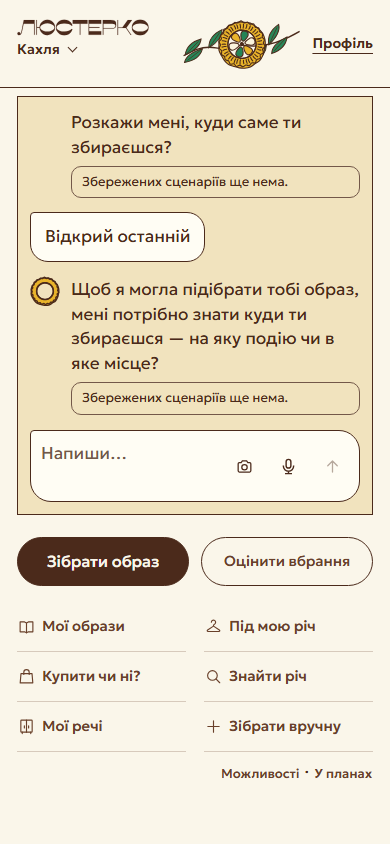 ЛЮСТЕРКО
Кахля
Профіль
Розкажи мені, куди саме ти
збираєшся?
Збережених сценаріїв ще нема.
Відкрий останній
Щоб я могла підібрати тобі образ,
мені потрібно знати куди ти
збираєшся — на яку подію чи в
яке місце?
Збережених сценаріїв ще нема.
Напиши...
Зібрати образ
Оцінити вбрання
Мої образи
Під мою річ
Купити чи ні?
Знайти річ
Мої речі
Зібрати вручну
Можливості · У планах